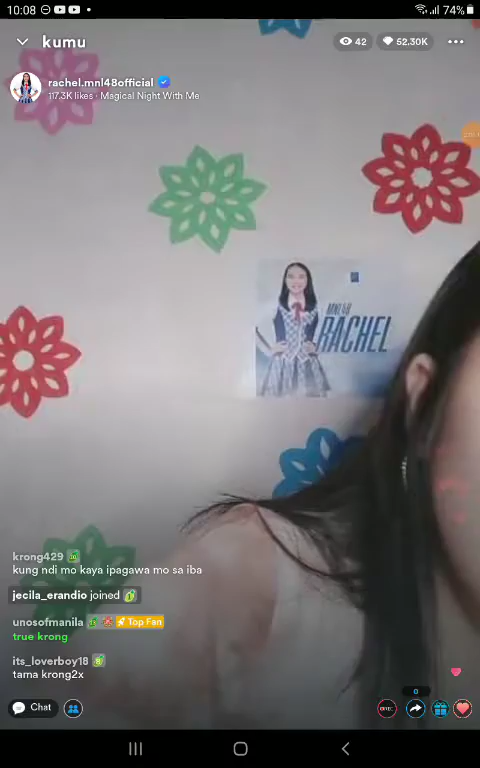 10:08
74%
kumu
42
52.30K
rachel.mnl48official
117.3K likes · Magical Night With Me
MNL48
RACHEL
krong429
kung ndi mo kaya ipagawa mo sa iba
jecila_erandio joined
unosofmanila Top Fan
true krong
its_loverboy18
tama krong2x
0
Chat